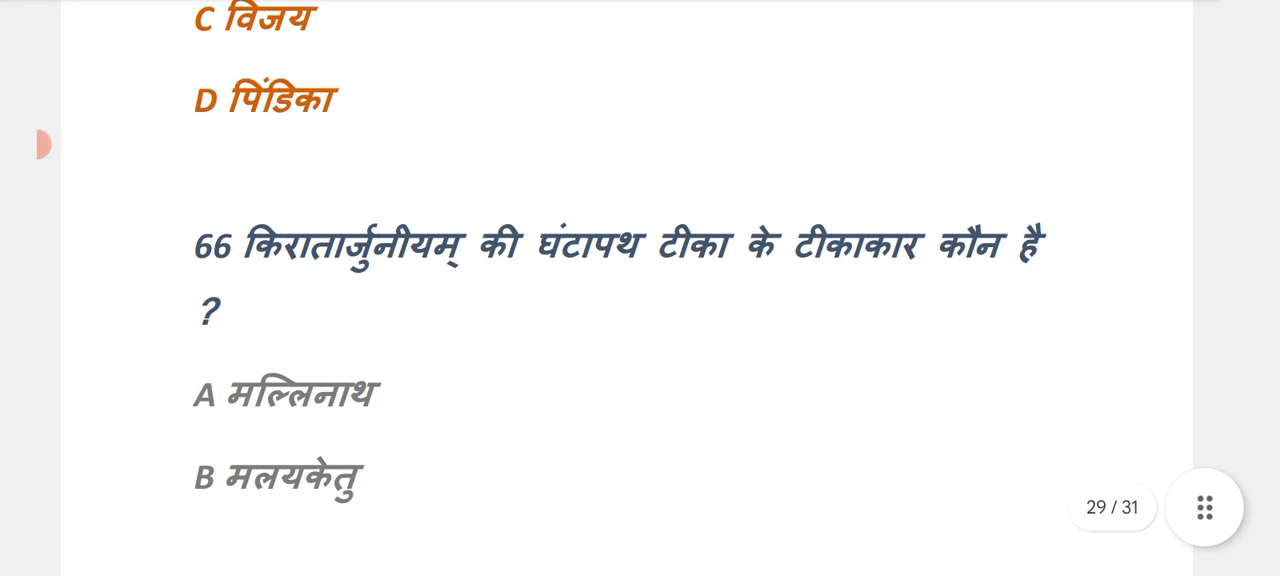 C विजय
D पिंडिका
66 किरातार्जुनीयम् की घंटापथ टीका के टीकाकार कौन है
?
A मल्लिनाथ
B मलयकेतु
29 / 31